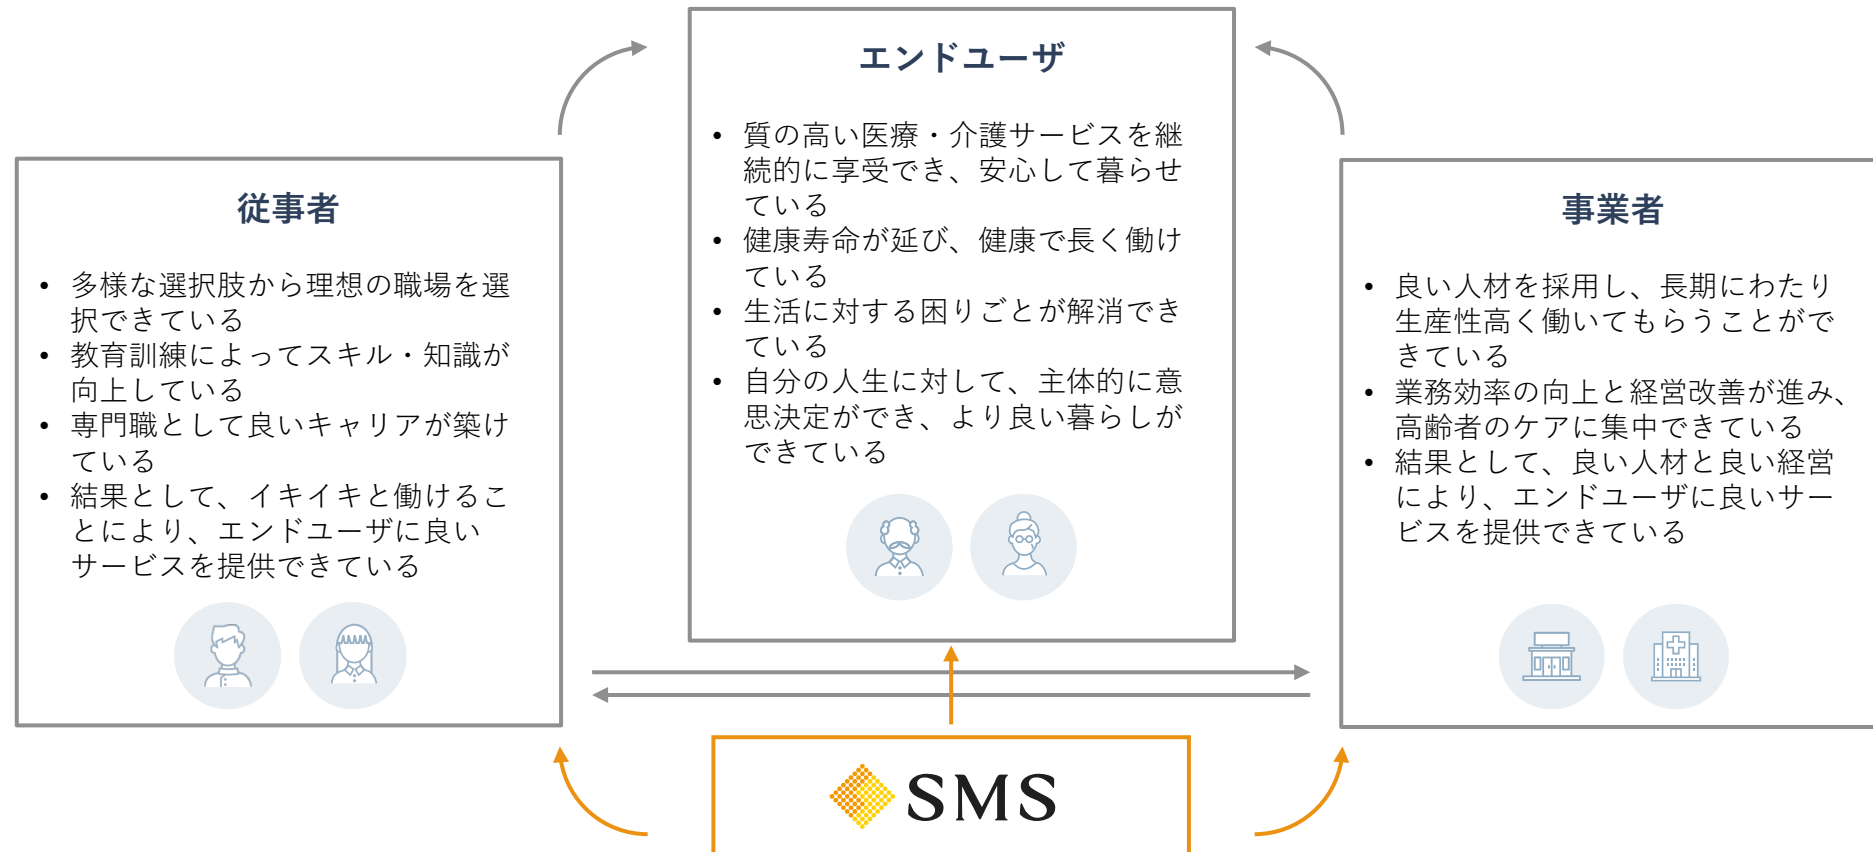 エンドユーザ
• 質の高い医療・介護サービスを継
続的に享受でき、安心して暮らせ
ている
• 健康寿命が延び、健康で長く働け
ている
• 生活に対する困りごとが解消でき
ている
• 自分の人生に対して、主体的に意
思決定ができ、より良い暮らしが
できている
従事者
• 多様な選択肢から理想の職場を選
択できている
• 教育訓練によってスキル・知識が
向上している
• 専門職として良いキャリアが築け
ている
• 結果として、イキイキと働けるこ
とにより、エンドユーザに良い
サービスを提供できている
事業者
• 良い人材を採用し、長期にわたり
生産性高く働いてもらうことがで
きている
• 業務効率の向上と経営改善が進み、
高齢者のケアに集中できている
• 結果として、良い人材と良い経営
により、エンドユーザに良いサー
ビスを提供できている
SMS